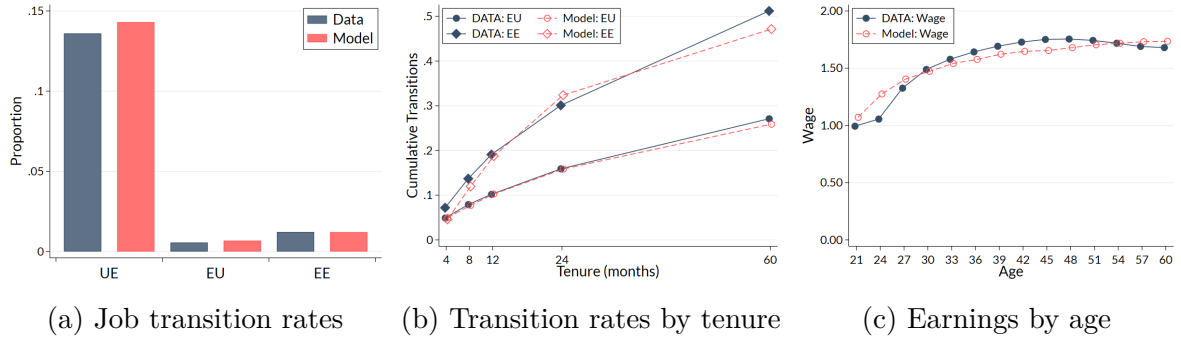 .15
.1
.05
0
Proportion
Data
Model
UE
EU
EE
(a) Job transition rates
.5
.4
.3
.2
.1
0
Cumulative Transitions
DATA: EU
Model: EU
DATA: EE
Model: EE
4
8
12
24
60
Tenure (months)
(b) Transition rates by tenure
2.00
1.50
1.00
0.50
0.00
Wage
DATA: Wage
Model: Wage
21
24
27
30
33
36
39
42
45
48
51
54
57
60
Age
(c) Earnings by age